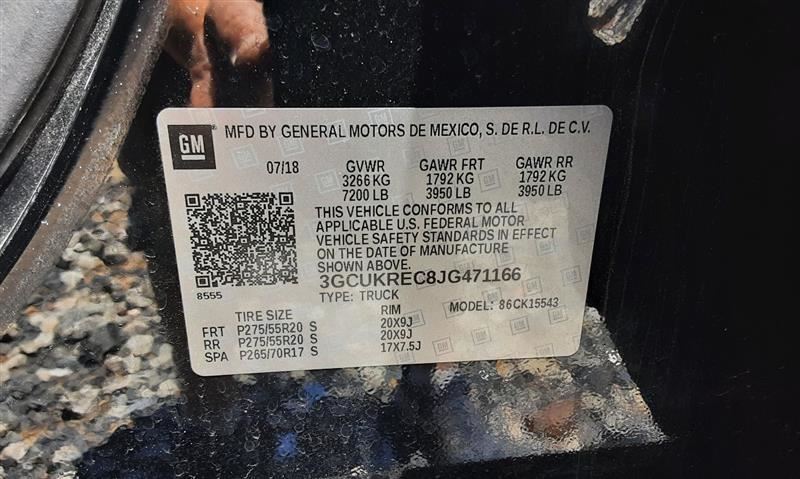 GM
MFD BY GENERAL MOTORS DE MEXICO, S. DE R.L. DE C.V.
07/18 GVWR GAWR FRT GAWR RR
3266 KG 1792 KG 1792 KG
7200 LB 3950 LB 3950 LB
THIS VEHICLE CONFORMS TO ALL
APPLICABLE U.S. FEDERAL MOTOR
VEHICLE SAFETY STANDARDS IN EFFECT
ON THE DATE OF MANUFACTURE
SHOWN ABOVE.
3GCUKREC8JG471166
8555
TYPE: TRUCK MODEL: 86CK15543
TIRE SIZE RIM
FRT P275/55R20 S 20X9J
RR P275/55R20 S 20X9J
SPA P265/70R17 S 17X7.5J